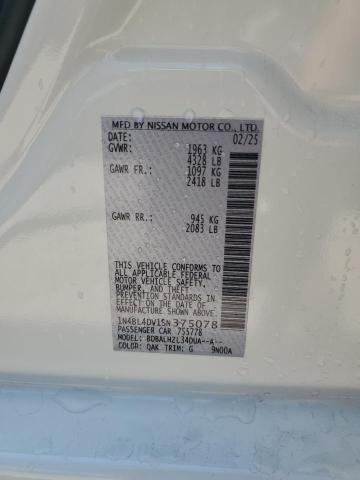 MFD BY NISSAN MOTOR CO., LTD.
DATE: 02/25
GVWR: 1963 KG
4328 LB
GAWR FR.: 1097 KG
2418 LB
GAWR RR.: 945 KG
2083 LB
THIS VEHICLE CONFORMS TO
ALL APPLICABLE FEDERAL
MOTOR VEHICLE SAFETY,
BUMPER, AND THEFT
PREVENTION STANDARDS IN
EFFECT ON THE DATE OF
MANUFACTURE SHOWN ABOVE.
1N4BL4DV1SN375078
PASSENGER CAR 755778
MODEL: BDBALHZL34DUA--A--
COLOR: QAK TRIM: G 9N00A